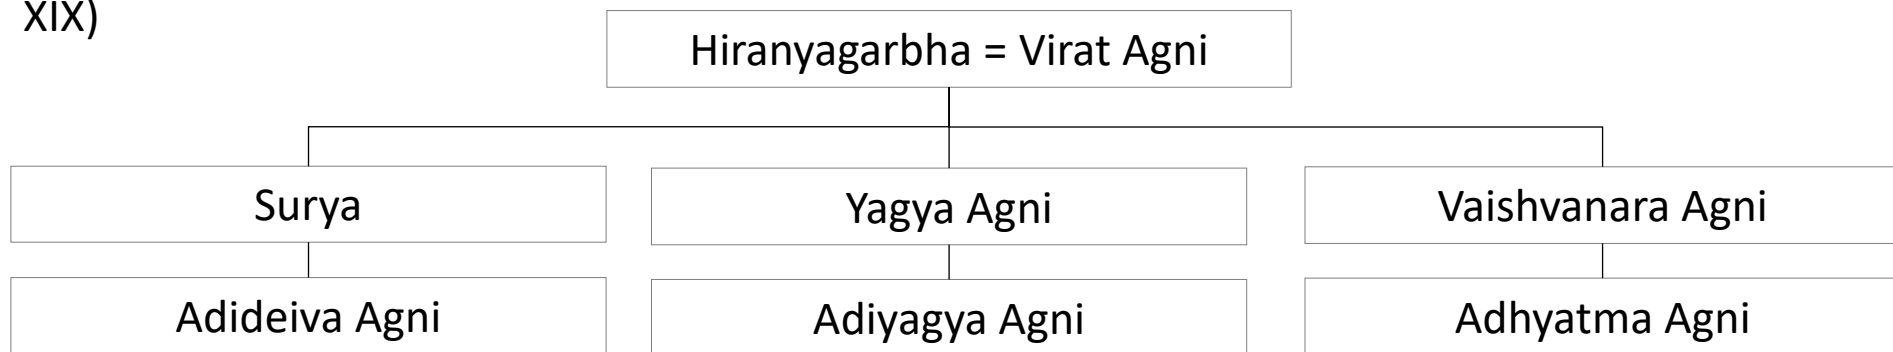 XIX)
Hiranyagarbha = Virat Agni
Surya
Yagya Agni
Vaishvanara Agni
Adideiva Agni
Adiyagya Agni
Adhyatma Agni